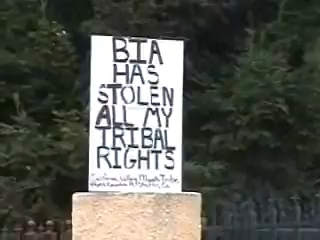 BIA
HAS
STOLEN
ALL MY
TRIBAL
RIGHTS
California Valley Miwok Tribe